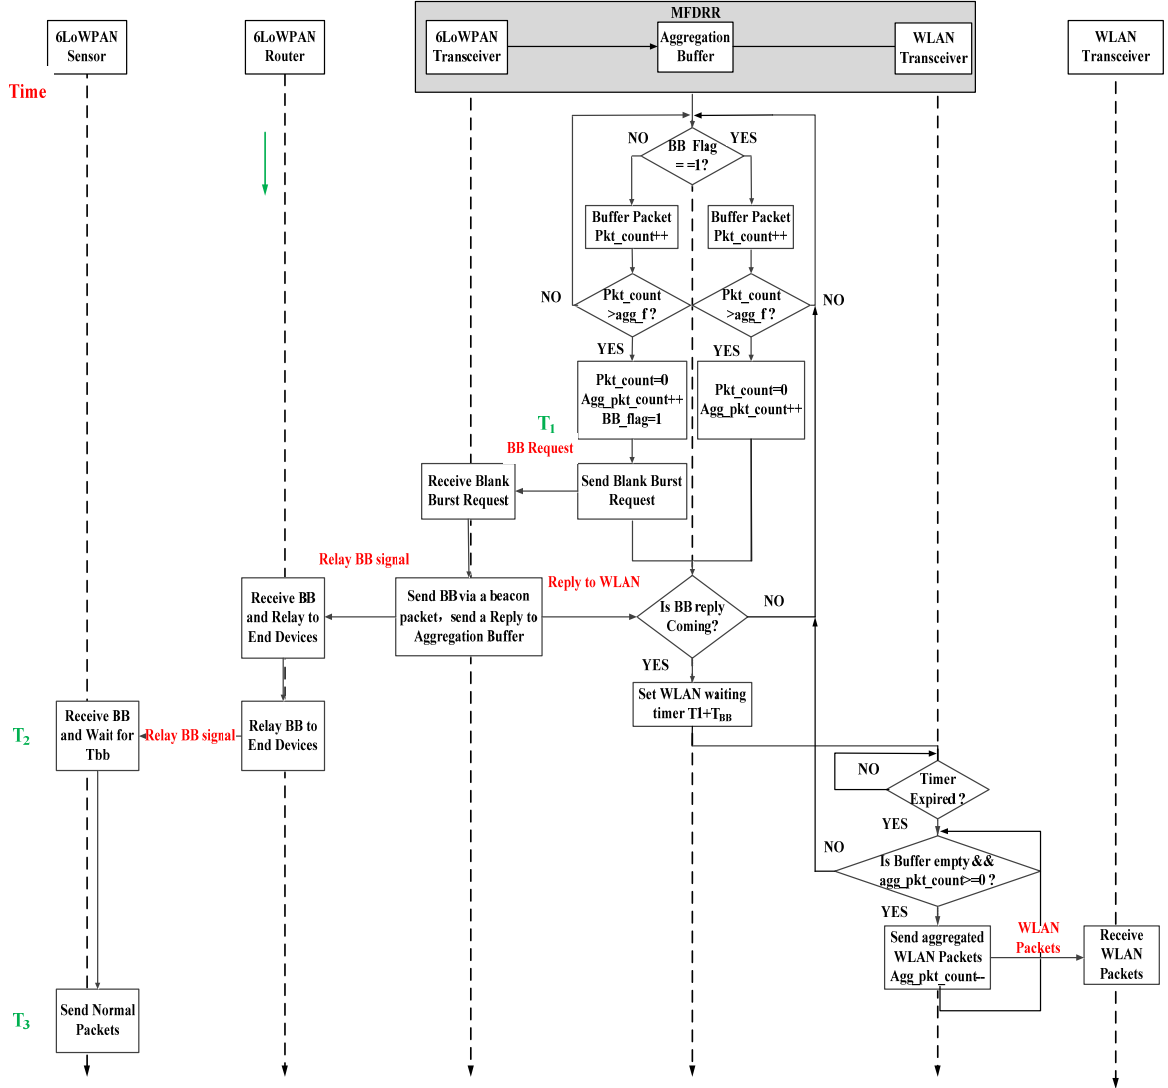 MFDRR
6LoWPAN
Sensor
6LoWPAN
Router
6LoWPAN
Transceiver
Aggregation
Buffer
WLAN
Transceiver
WLAN
Transceiver
Time
NO
YES
BB Flag
= =1?
Buffer Packet
Pkt_count++
Buffer Packet
Pkt_count++
NO
Pkt_count
>agg_f ?
Pkt_count
>agg_f ?
NO
YES
YES
Pkt_count=0
Agg_pkt_count++
BB_flag=1
Pkt_count=0
Agg_pkt_count++
T1
BB Request
Receive Blank
Burst Request
Send Blank Burst
Request
Relay BB signal
Reply to WLAN
Receive BB
and Relay to
End Devices
Send BB via a beacon
packet, send a Reply to
Aggregation Buffer
Is BB reply
Coming?
NO
YES
Set WLAN waiting
timer T1+TBB
T2
Receive BB
and Wait for
Tbb
Relay BB signal
Relay BB to
End Devices
NO
Timer
Expired ?
YES
NO
Is Buffer empty &&
agg_pkt_count>=0 ?
YES
Send aggregated
WLAN Packets
Agg_pkt_count--
WLAN
Packets
Receive
WLAN
Packets
T3
Send Normal
Packets